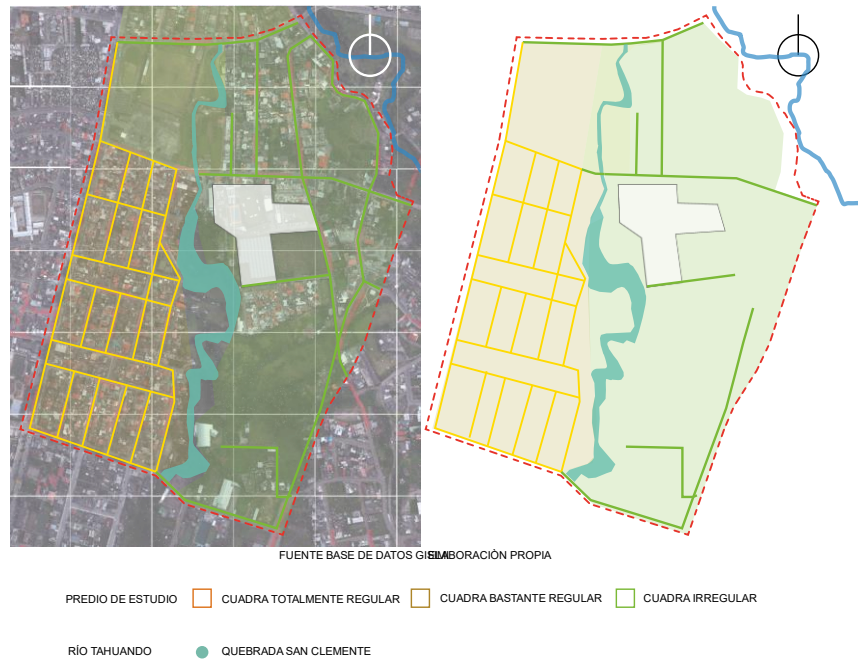 FUENTE BASE DE DATOS GIS ELABORACIÒN PROPIA
PREDIO DE ESTUDIO CUADRA TOTALMENTE REGULAR CUADRA BASTANTE REGULAR CUADRA IRREGULAR
RÍO TAHUANDO QUEBRADA SAN CLEMENTE